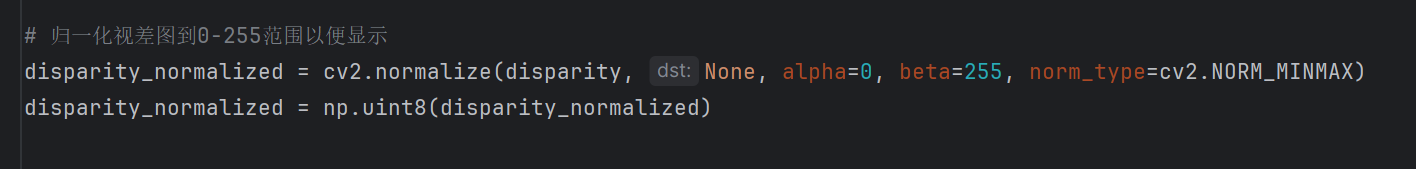 # 归一化视差图到0-255范围以便显示
disparity_normalized = cv2.normalize(disparity, dst: None, alpha=0, beta=255, norm_type=cv2.NORM_MINMAX)
disparity_normalized = np.uint8(disparity_normalized)